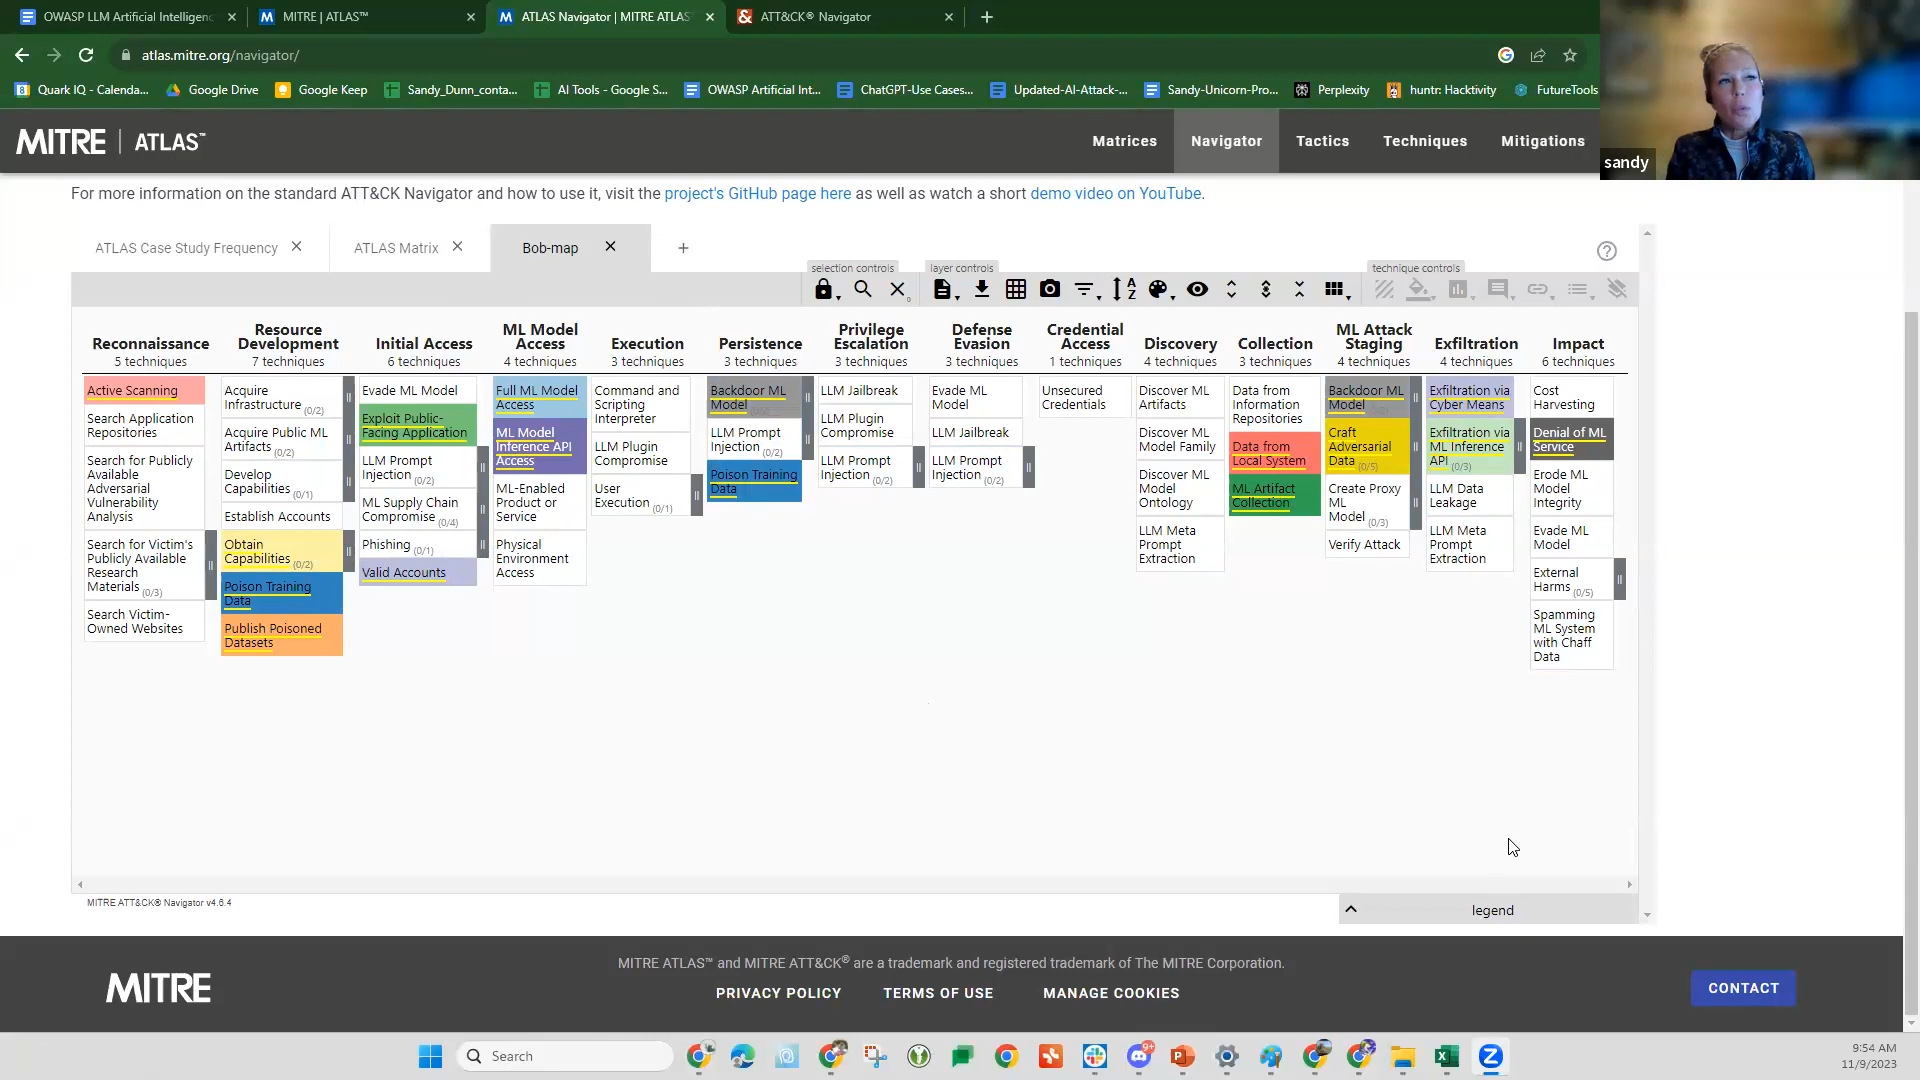 OWASP LLM Artificial Intelligenc
MITRE | ATLAS™
ATLAS Navigator | MITRE ATLAS
ATT&CK® Navigator
atlas.mitre.org/navigator/
Quark IQ - Calenda...
Google Drive
Google Keep
Sandy_Dunn_conta...
AI Tools - Google S...
OWASP Artificial Int...
ChatGPT-Use Cases...
Updated-AI-Attack-...
Sandy-Unicorn-Pro...
Perplexity
huntr: Hacktivity
FutureTools
MITRE | ATLAS™
Matrices
Navigator
Tactics
Techniques
Mitigations
sandy
For more information on the standard ATT&CK Navigator and how to use it, visit the project's GitHub page here as well as watch a short demo video on YouTube.
ATLAS Case Study Frequency
ATLAS Matrix
Bob-map
selection controls
layer controls
technique controls
Reconnaissance
5 techniques
Active Scanning
Search Application
Repositories
Search for Publicly
Available
Adversarial
Vulnerability
Analysis
Search for Victim's
Publicly Available
Research
Materials (0/3)
Search Victim-
Owned Websites
Resource
Development
7 techniques
Acquire
Infrastructure (0/2)
Acquire Public ML
Artifacts (0/2)
Develop
Capabilities (0/1)
Establish Accounts
Obtain
Capabilities (0/2)
Poison Training
Data
Publish Poisoned
Datasets
Initial Access
6 techniques
Evade ML Model
Exploit Public-
Facing Application
LLM Prompt
Injection (0/2)
ML Supply Chain
Compromise (0/4)
Phishing (0/1)
Valid Accounts
ML Model
Access
4 techniques
Full ML Model
Access
ML Model
Inference API
Access
ML-Enabled
Product or
Service
Physical
Environment
Access
Execution
3 techniques
Command and
Scripting
Interpreter
LLM Plugin
Compromise
User
Execution (0/1)
Persistence
3 techniques
Backdoor ML
Model
LLM Prompt
Injection (0/2)
Poison Training
Data
Privilege
Escalation
3 techniques
LLM Jailbreak
LLM Plugin
Compromise
LLM Prompt
Injection (0/2)
Defense
Evasion
3 techniques
Evade ML
Model
LLM Jailbreak
LLM Prompt
Injection (0/2)
Credential
Access
1 techniques
Unsecured
Credentials
Discovery
4 techniques
Discover ML
Artifacts
Discover ML
Model Family
Discover ML
Model
Ontology
LLM Meta
Prompt
Extraction
Collection
3 techniques
Data from
Information
Repositories
Data from
Local System
ML Artifact
Collection
ML Attack
Staging
4 techniques
Backdoor ML
Model
Craft
Adversarial
Data (0/5)
Create Proxy
ML
Model (0/3)
Verify Attack
Exfiltration
4 techniques
Exfiltration via
Cyber Means
Exfiltration via
ML Inference
API (0/3)
LLM Data
Leakage
LLM Meta
Prompt
Extraction
Impact
6 techniques
Cost
Harvesting
Denial of ML
Service
Erode ML
Model
Integrity
Evade ML
Model
External
Harms (0/5)
Spamming
ML System
with Chaff
Data
MITRE ATT&CK® Navigator v4.6.4
legend
MITRE
MITRE ATLAS™ and MITRE ATT&CK® are a trademark and registered trademark of The MITRE Corporation.
PRIVACY POLICY
TERMS OF USE
MANAGE COOKIES
CONTACT
Search
9:54 AM
11/9/2023